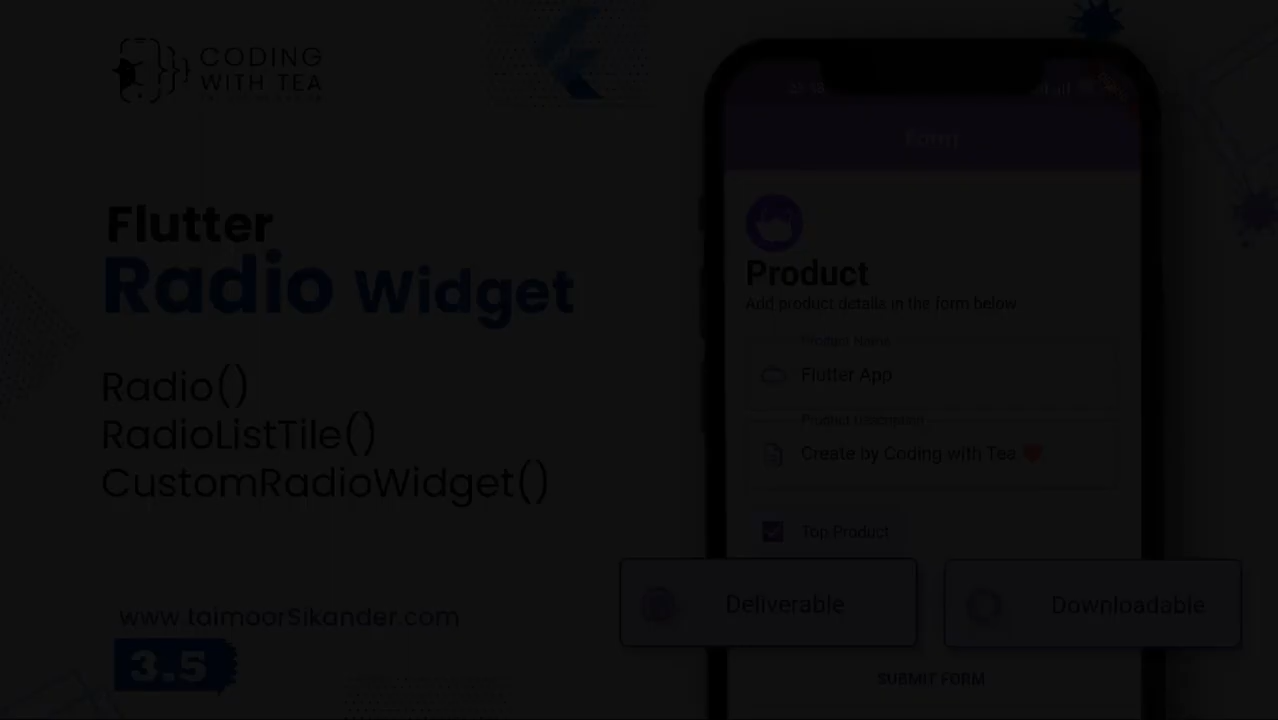 CODING
WITH TEA
Flutter
Radio Widget
Radio()
RadioListTile()
CustomRadioWidget()
www.taimoorSikander.com
3.5
Form
Product
Add product details in the form below
Product Name
Flutter App
Product Description
Create by Coding with Tea ❤
Top Product
Deliverable
Downloadable
SUBMIT FORM